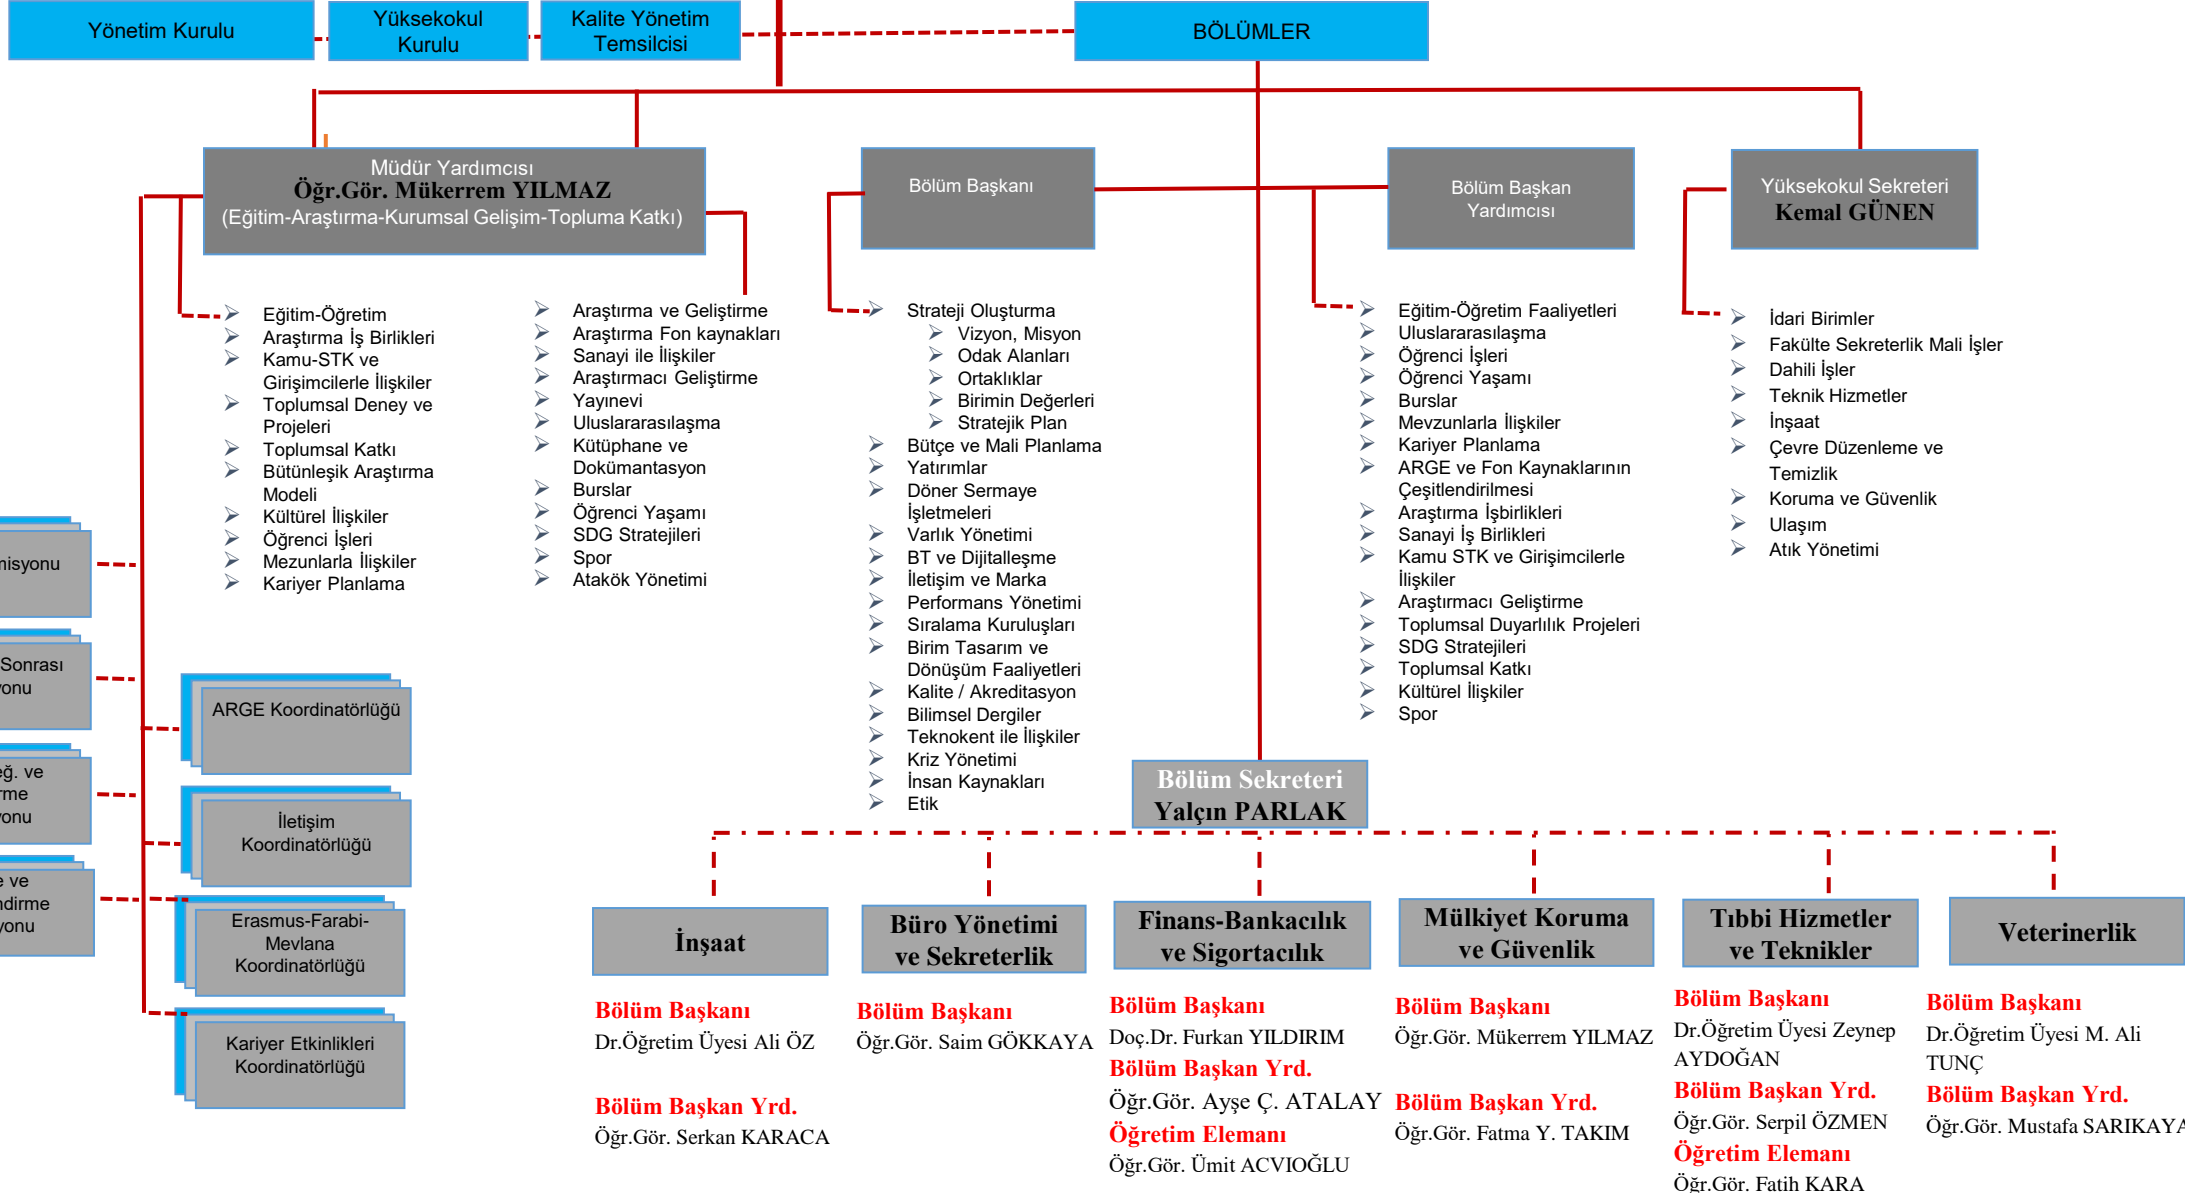 Yönetim Kurulu
Yüksekokul
Kurulu
Kalite Yönetim
Temsilcisi
BÖLÜMLER
Müdür Yardımcısı
Öğr.Gör. Mükerrem YILMAZ
(Eğitim-Araştırma-Kurumsal Gelişim-Topluma Katkı)
Bölüm Başkanı
Bölüm Başkan
Yardımcısı
Yüksekokul Sekreteri
Kemal GÜNEN
Eğitim-Öğretim
Araştırma İş Birlikleri
Kamu-STK ve
Girişimcilerle İlişkiler
Toplumsal Deney ve
Projeleri
Toplumsal Katkı
Bütünleşik Araştırma
Modeli
Kültürel İlişkiler
Öğrenci İşleri
Mezunlarla İlişkiler
Kariyer Planlama
Araştırma ve Geliştirme
Araştırma Fon kaynakları
Sanayi ile İlişkiler
Araştırmacı Geliştirme
Yayınevi
Uluslararasılaşma
Kütüphane ve
Dokümantasyon
Burslar
Öğrenci Yaşamı
SDG Stratejileri
Spor
Atakök Yönetimi
Strateji Oluşturma
Vizyon, Misyon
Odak Alanları
Ortaklıklar
Birimin Değerleri
Stratejik Plan
Bütçe ve Mali Planlama
Yatırımlar
Döner Sermaye
İşletmeleri
Varlık Yönetimi
BT ve Dijitalleşme
İletişim ve Marka
Performans Yönetimi
Sıralama Kuruluşları
Birim Tasarım ve
Dönüşüm Faaliyetleri
Kalite / Akreditasyon
Bilimsel Dergiler
Teknokent ile İlişkiler
Kriz Yönetimi
İnsan Kaynakları
Etik
Eğitim-Öğretim Faaliyetleri
Uluslararasılaşma
Öğrenci İşleri
Öğrenci Yaşamı
Burslar
Mevzunlarla İlişkiler
Kariyer Planlama
ARGE ve Fon Kaynaklarının
Çeşitlendirilmesi
Araştırma İşbirlikleri
Sanayi İş Birlikleri
Kamu STK ve Girişimcilerle
İlişkiler
Araştırmacı Geliştirme
Toplumsal Duyarlılık Projeleri
SDG Stratejileri
Toplumsal Katkı
Kültürel İlişkiler
Spor
İdari Birimler
Fakülte Sekreterlik Mali İşler
Dahili İşler
Teknik Hizmetler
İnşaat
Çevre Düzenleme ve
Temizlik
Koruma ve Güvenlik
Ulaşım
Atık Yönetimi
misyonu
Sonrası
yonu
eğ. ve
rme
yonu
e ve
ndirme
yonu
ARGE Koordinatörlüğü
İletişim
Koordinatörlüğü
Erasmus-Farabi-
Mevlana
Koordinatörlüğü
Kariyer Etkinlikleri
Koordinatörlüğü
Bölüm Sekreteri
Yalçın PARLAK
İnşaat
Bölüm Başkanı
Dr.Öğretim Üyesi Ali ÖZ
Bölüm Başkan Yrd.
Öğr.Gör. Serkan KARACA
Büro Yönetimi
ve Sekreterlik
Bölüm Başkanı
Öğr.Gör. Saim GÖKKAYA
Finans-Bankacılık
ve Sigortacılık
Bölüm Başkanı
Doç.Dr. Furkan YILDIRIM
Bölüm Başkan Yrd.
Öğr.Gör. Ayşe Ç. ATALAY
Öğretim Elemanı
Öğr.Gör. Ümit ACVIOĞLU
Mülkiyet Koruma
ve Güvenlik
Bölüm Başkanı
Öğr.Gör. Mükerrem YILMAZ
Bölüm Başkan Yrd.
Öğr.Gör. Fatma Y. TAKIM
Tıbbi Hizmetler
ve Teknikler
Bölüm Başkanı
Dr.Öğretim Üyesi Zeynep
AYDOĞAN
Bölüm Başkan Yrd.
Öğr.Gör. Serpil ÖZMEN
Öğretim Elemanı
Öğr.Gör. Fatih KARA
Veterinerlik
Bölüm Başkanı
Dr.Öğretim Üyesi M. Ali
TUNÇ
Bölüm Başkan Yrd.
Öğr.Gör. Mustafa SARIKAYA